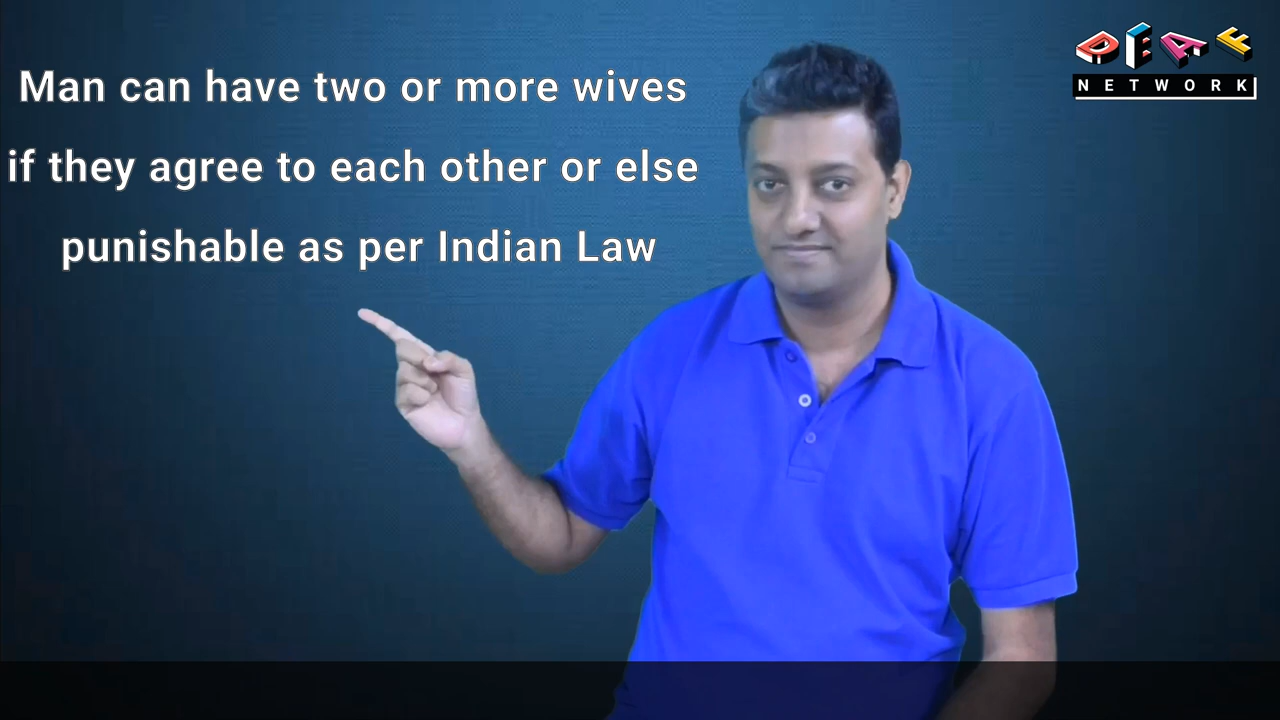 Man can have two or more wives
if they agree to each other or else
punishable as per Indian Law
DEAF
NETWORK